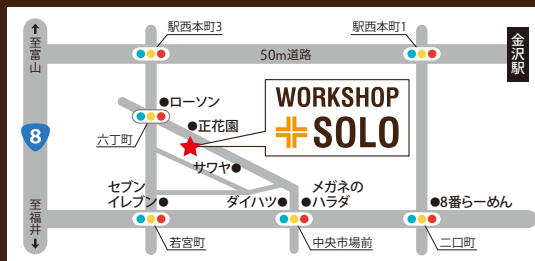 駅西本町3
駅西本町1
↑
至富山
50m道路
金沢駅
8
●ローソン
六丁町
●正花園
WORKSHOP
SOLO
サワヤ●
セブン
イレブン●
ダイハツ●
メガネの
●ハラダ
●8番らーめん
至福井
↓
若宮町
中央市場前
二口町